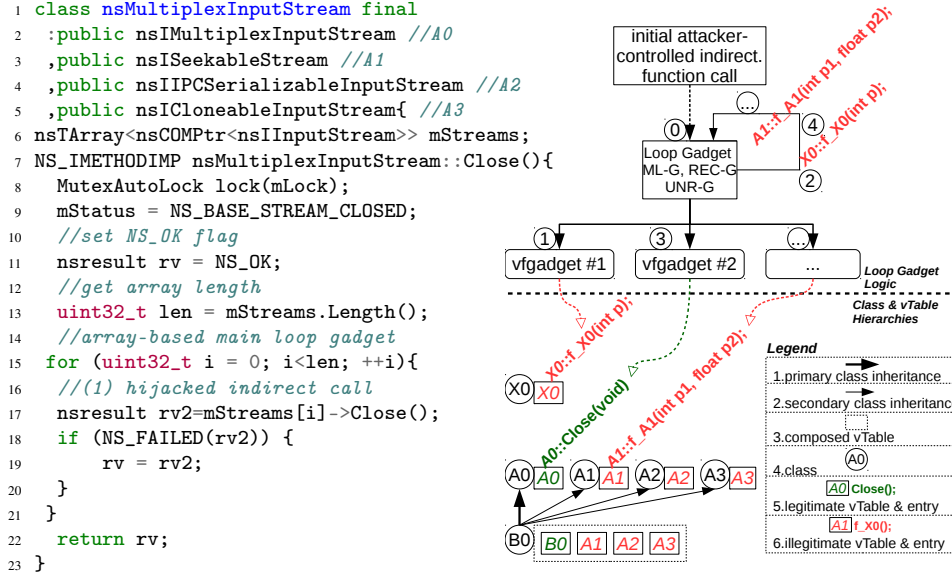 1 class nsMultiplexInputStream final
2 :public nsIMultiplexInputStream //A0
3 ,public nsISeekableStream //A1
4 ,public nsIIPCSerializableInputStream //A2
5 ,public nsICloneableInputStream{ //A3
6 nsTArray<nsCOMPtr<nsIInputStream>> mStreams;
7 NS_IMETHODIMP nsMultiplexInputStream::Close(){
8 MutexAutoLock lock(mLock);
9 mStatus = NS_BASE_STREAM_CLOSED;
10 //set NS_OK flag
11 nsresult rv = NS_OK;
12 //get array length
13 uint32_t len = mStreams.Length();
14 //array-based main loop gadget
15 for (uint32_t i = 0; i<len; ++i){
16 //(1) hijacked indirect call
17 nsresult rv2=mStreams[i]->Close();
18 if (NS_FAILED(rv2)) {
19 rv = rv2;
20 }
21 }
22 return rv;
23 }
initial attacker-
controlled indirect.
function call
A1::f_A1(int p1, float p2);
X0::f_X0(int p);
...
4
0
Loop Gadget
ML-G, REC-G
UNR-G
2
1
3
...
vfgadget #1
vfgadget #2
...
Loop Gadget
Logic
Class & vTable
Hierarchies
X0::f_X0(int p);
A0::Close(void)
A1::f_A1(int p1, float p2);
X0 X0
A0 A0 A1 A1 A2 A2 A3 A3
B0 B0 A1 A2 A3
Legend
1.primary class inheritance
2.secondary class inheritanc
3.composed vTable
A0
4.class
A0 Close();
5.legitimate vTable & entry
A1 f_X0();
6.illegitimate vTable & entry